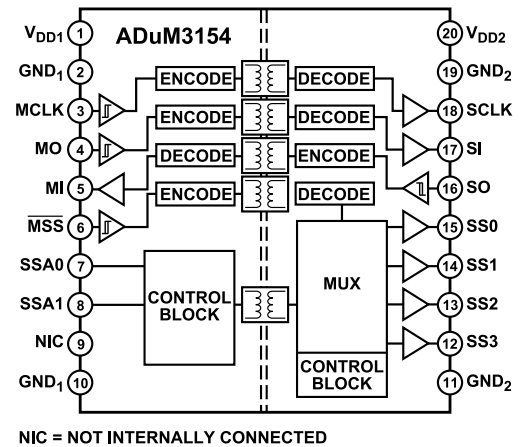 ADuM3154
VDD1 1
GND1 2
MCLK 3
MO 4
MI 5
MSS 6
SSA0 7
SSA1 8
NIC 9
GND1 10
ENCODE DECODE
ENCODE DECODE
DECODE ENCODE
ENCODE DECODE
CONTROL
BLOCK
MUX
CONTROL
BLOCK
20 VDD2
19 GND2
18 SCLK
17 SI
16 SO
15 SS0
14 SS1
13 SS2
12 SS3
11 GND2
NIC = NOT INTERNALLY CONNECTED